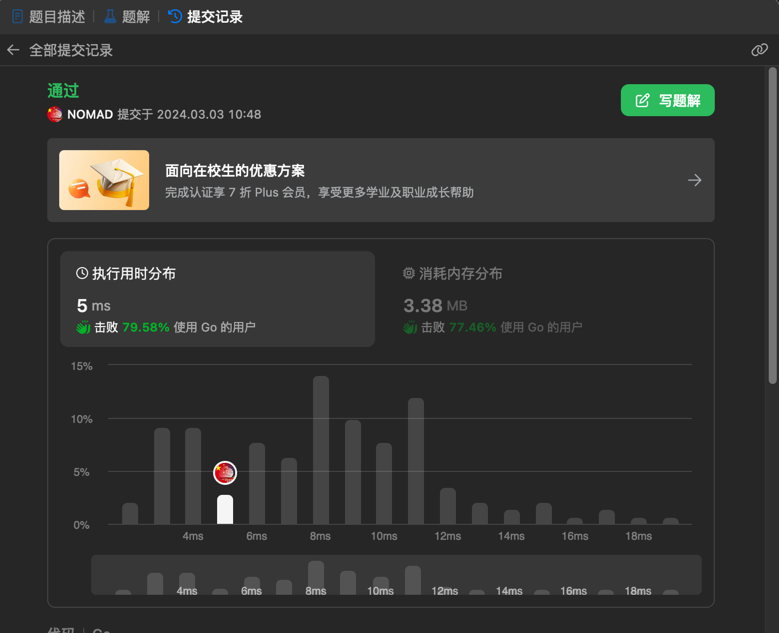 题目描述 | 题解 | 提交记录
全部提交记录
通过
NOMAD 提交于 2024.03.03 10:48
写题解
面向在校生的优惠方案
完成认证享 7 折 Plus 会员，享受更多学业及职业成长帮助
执行用时分布
5 ms
击败 79.58% 使用 Go 的用户
消耗内存分布
3.38 MB
击败 77.46% 使用 Go 的用户
15%
10%
5%
0%
4ms 6ms 8ms 10ms 12ms 14ms 16ms 18ms
4ms 6ms 8ms 10ms 12ms 14ms 16ms 18ms
代码 | Go